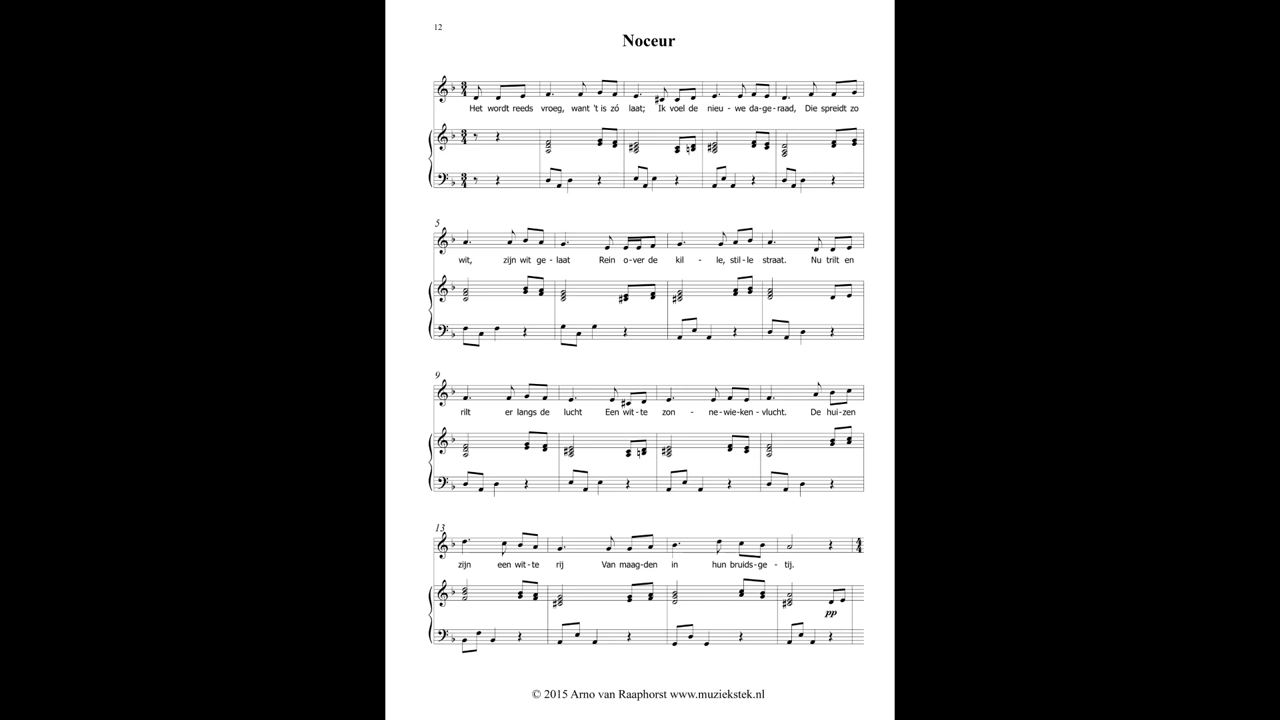 12
Noceur
Het wordt reeds vroeg, want 't is zó laat; Ik voel de nieu - we da-ge-raad, Die spreidt zo
5
wit, zijn wit ge - laat Rein o-ver de kil - le, stil-le straat. Nu trilt en
9
rilt er langs de lucht Een wit-te zon - ne-wie-ken-vlucht. De hui-zen
13
zijn een wit-te rij Van maag-den in hun bruids-ge - tij.
pp
© 2015 Arno van Raaphorst www.muziekstek.nl